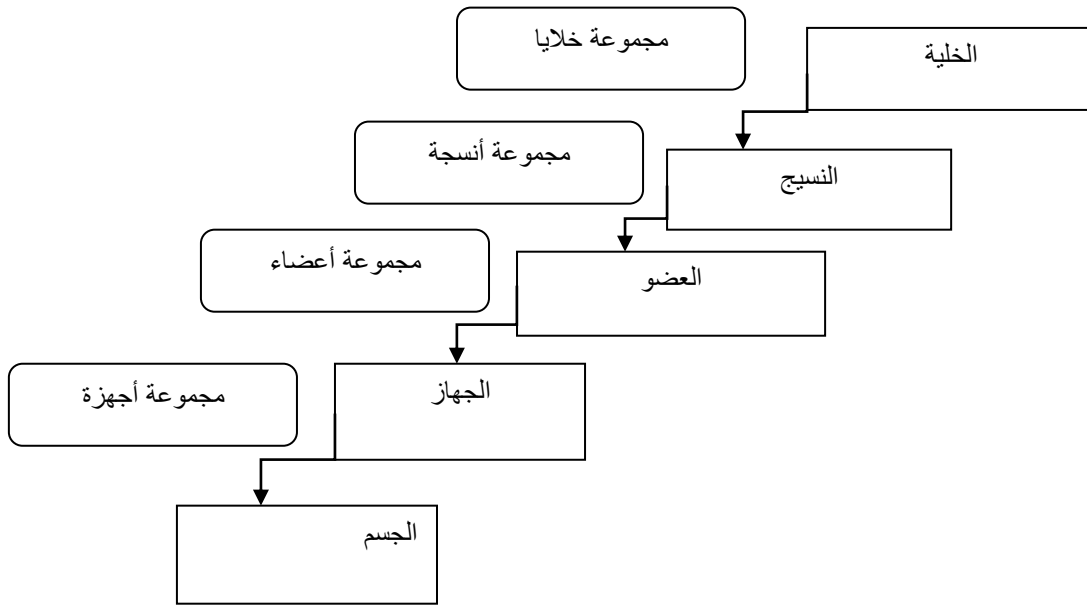 الخلية
مجموعة خلايا
النسيج
مجموعة أنسجة
العضو
مجموعة أعضاء
الجهاز
مجموعة أجهزة
الجسم